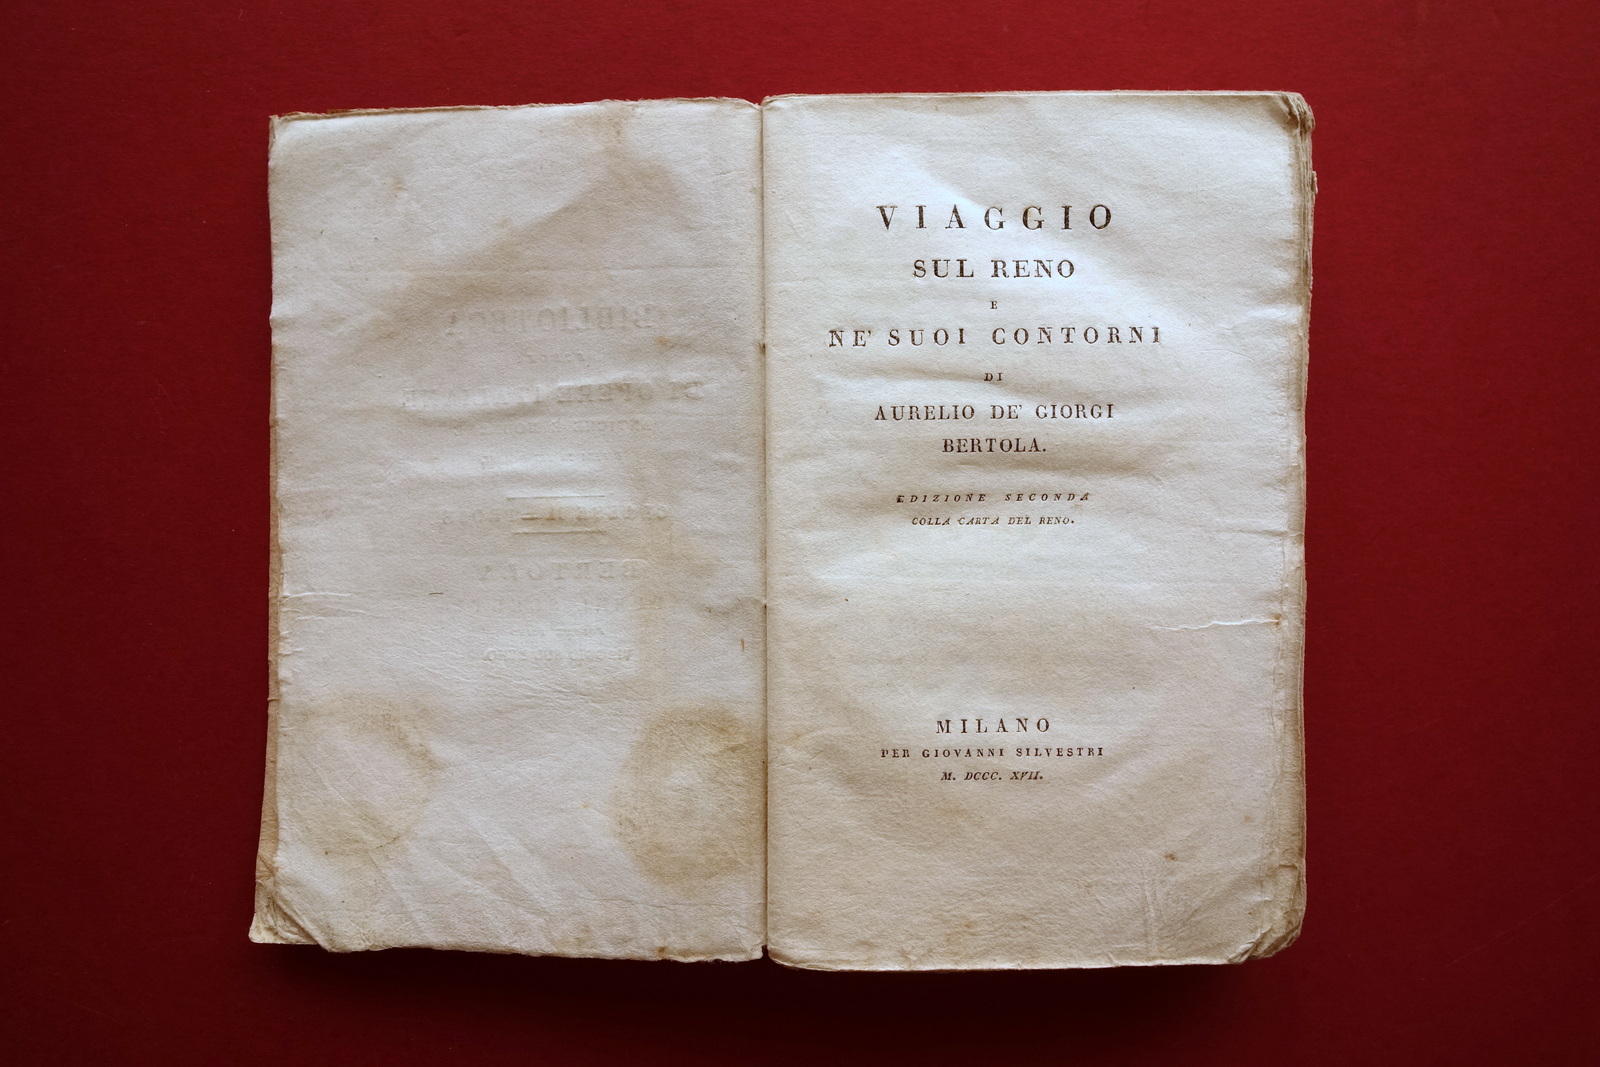 VIAGGIO
SUL RENO
E
NE' SUOI CONTORNI
DI
AURELIO DE' GIORGI
BERTOLA.
EDIZIONE SECONDA
COLLA CARTA DEL RENO.
MILANO
PER GIOVANNI SILVESTRI
M. DCCC. XVII.